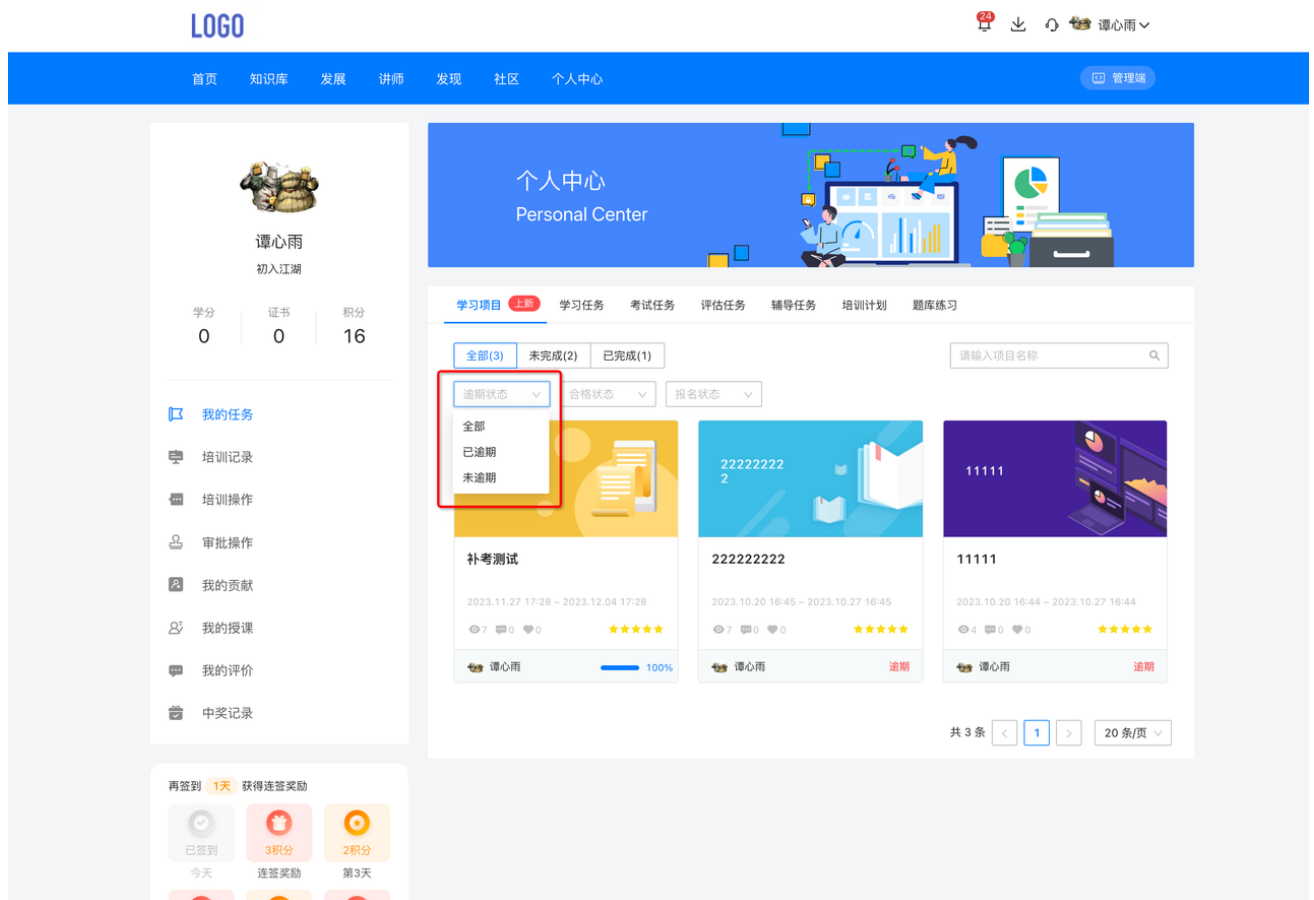 LOGO
24
谭心雨
首页 知识库 发展 讲师 发现 社区 个人中心 管理端
谭心雨
初入江湖
学分 证书 积分
0 0 16
我的任务
培训记录
培训操作
审批操作
我的贡献
我的授课
我的评价
中奖记录
再签到 1天 获得连签奖励
已签到 3积分 2积分
今天 连签奖励 第3天
个人中心
Personal Center
学习项目 上新 学习任务 考试任务 评估任务 辅导任务 培训计划 题库练习
全部(3) 未完成(2) 已完成(1) 请输入项目名称
逾期状态 合格状态 报名状态
全部
已逾期
未逾期
22222222
2
11111
补考测试 222222222 11111
2023.11.27 17:28 ~ 2023.12.04 17:28 2023.10.20 16:45 ~ 2023.10.27 16:45 2023.10.20 16:44 ~ 2023.10.27 16:44
7 0 0 7 0 0 4 0 0
谭心雨 100% 谭心雨 逾期 谭心雨 逾期
共 3 条 < 1 > 20 条/页